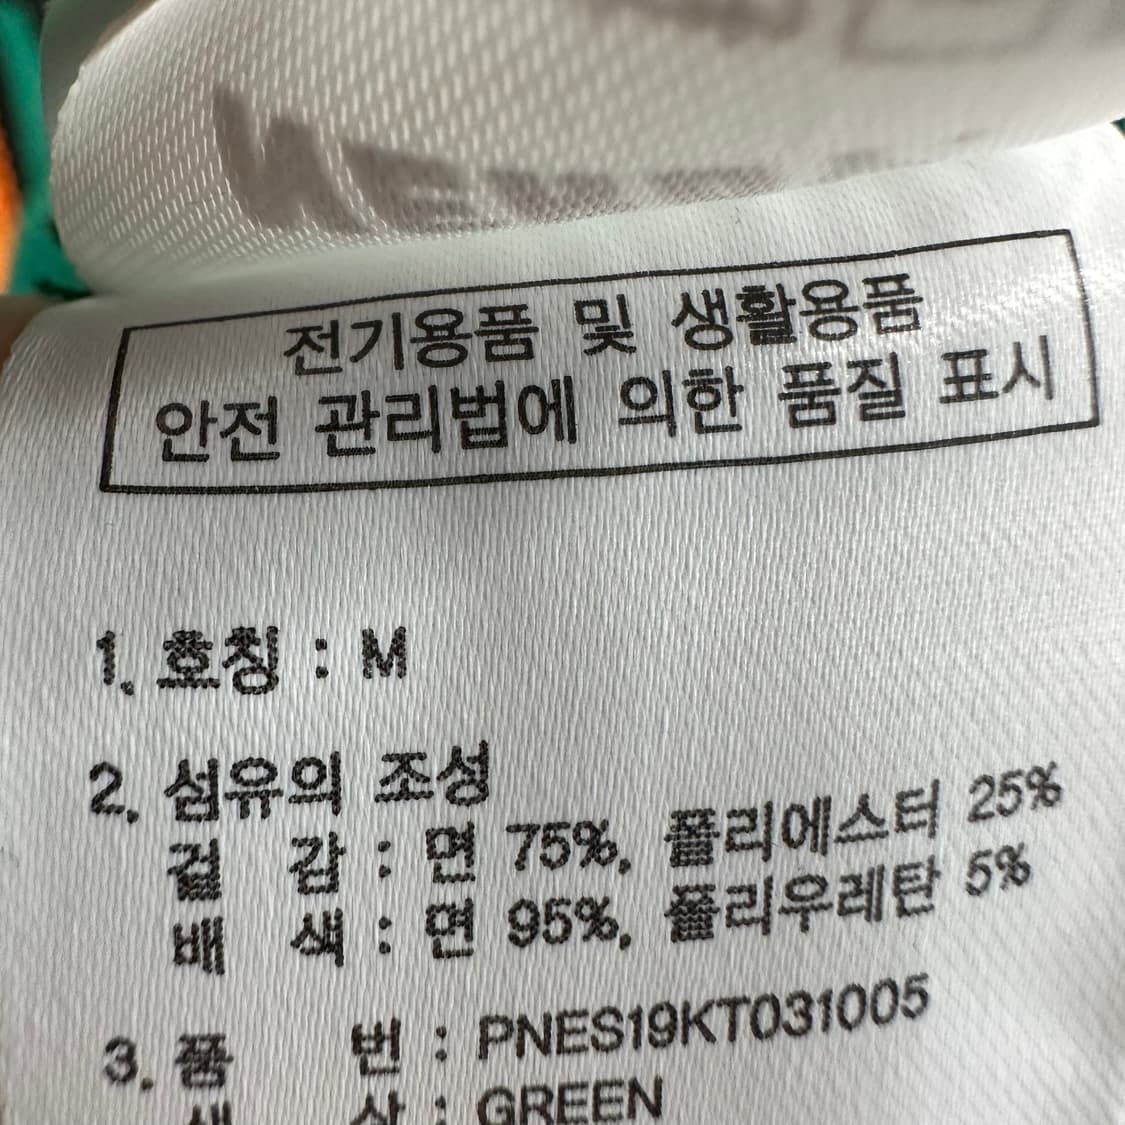 전기용품 및 생활용품
안전 관리법에 의한 품질 표시
1. 호칭 : M
2. 섬유의 조성
겉 감 : 면 75%, 폴리에스터 25%
배 색 : 면 95%, 폴리우레탄 5%
3. 품 번 : PNES19KT031005
색 상 : GREEN